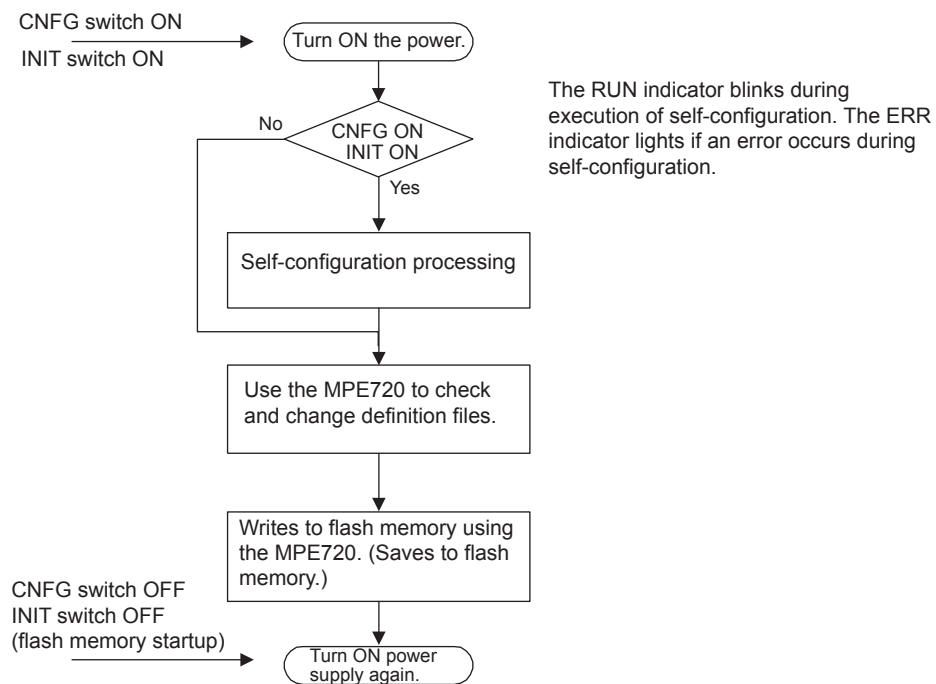 CNFG switch ON
INIT switch ON
Turn ON the power.
The RUN indicator blinks during
execution of self-configuration. The ERR
indicator lights if an error occurs during
self-configuration.
No
CNFG ON
INIT ON
Yes
Self-configuration processing
Use the MPE720 to check
and change definition files.
Writes to flash memory using
the MPE720. (Saves to flash
memory.)
CNFG switch OFF
INIT switch OFF
(flash memory startup)
Turn ON power
supply again.